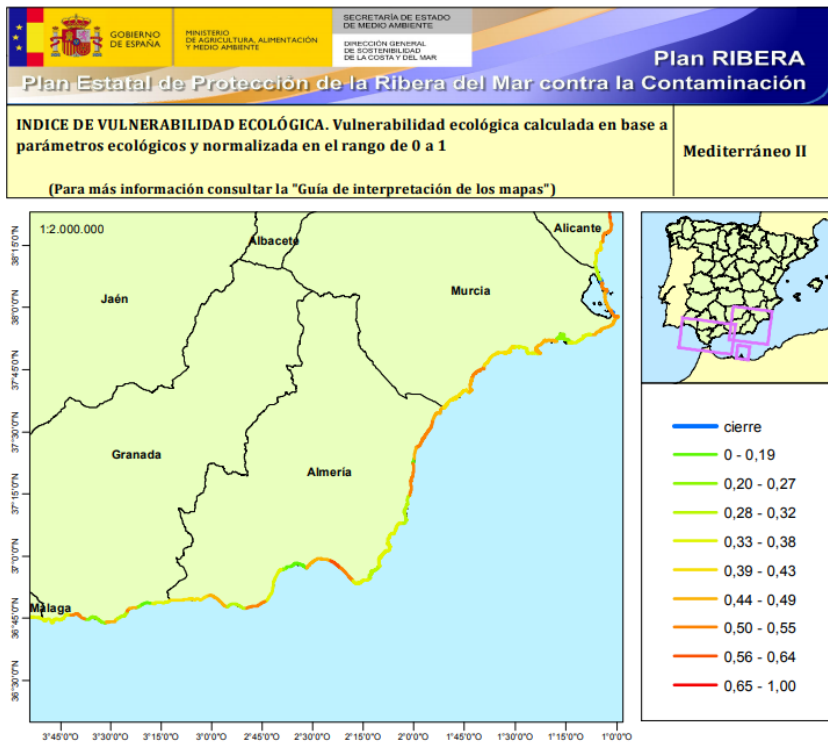 GOBIERNO
DE ESPAÑA
MINISTERIO
DE AGRICULTURA, ALIMENTACIÓN
Y MEDIO AMBIENTE
SECRETARÍA DE ESTADO
DE MEDIO AMBIENTE
DIRECCIÓN GENERAL
DE SOSTENIBILIDAD
DE LA COSTA Y DEL MAR
Plan RIBERA
Plan Estatal de Protección de la Ribera del Mar contra la Contaminación
INDICE DE VULNERABILIDAD ECOLÓGICA. Vulnerabilidad ecológica calculada en base a
parámetros ecológicos y normalizada en el rango de 0 a 1
(Para más información consultar la "Guía de interpretación de los mapas")
Mediterráneo II
1:2.000.000
Albacete
Alicante
Jaén
Murcia
Granada
Almería
Málaga
38°15'0"N
38°0'0"N
37°45'0"N
37°30'0"N
37°15'0"N
37°0'0"N
36°45'0"N
36°30'0"N
3°45'0"O
3°30'0"O
3°15'0"O
3°0'0"O
2°45'0"O
2°30'0"O
2°15'0"O
2°0'0"O
1°45'0"O
1°30'0"O
1°15'0"O
1°0'0"O
cierre
0 - 0,19
0,20 - 0,27
0,28 - 0,32
0,33 - 0,38
0,39 - 0,43
0,44 - 0,49
0,50 - 0,55
0,56 - 0,64
0,65 - 1,00